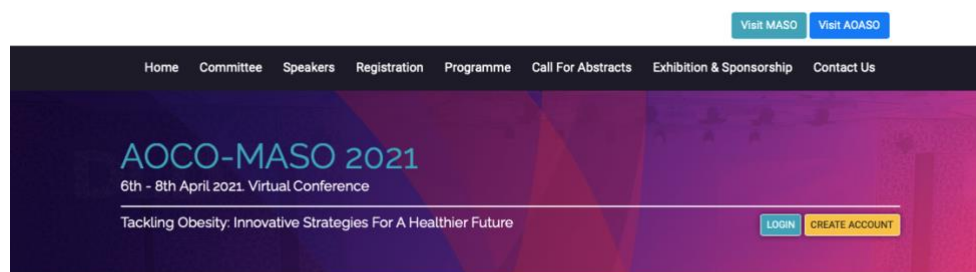 Visit MASO Visit AOASO
Home Committee Speakers Registration Programme Call For Abstracts Exhibition & Sponsorship Contact Us
AOCO-MASO 2021
6th - 8th April 2021. Virtual Conference
Tackling Obesity: Innovative Strategies For A Healthier Future
LOGIN CREATE ACCOUNT